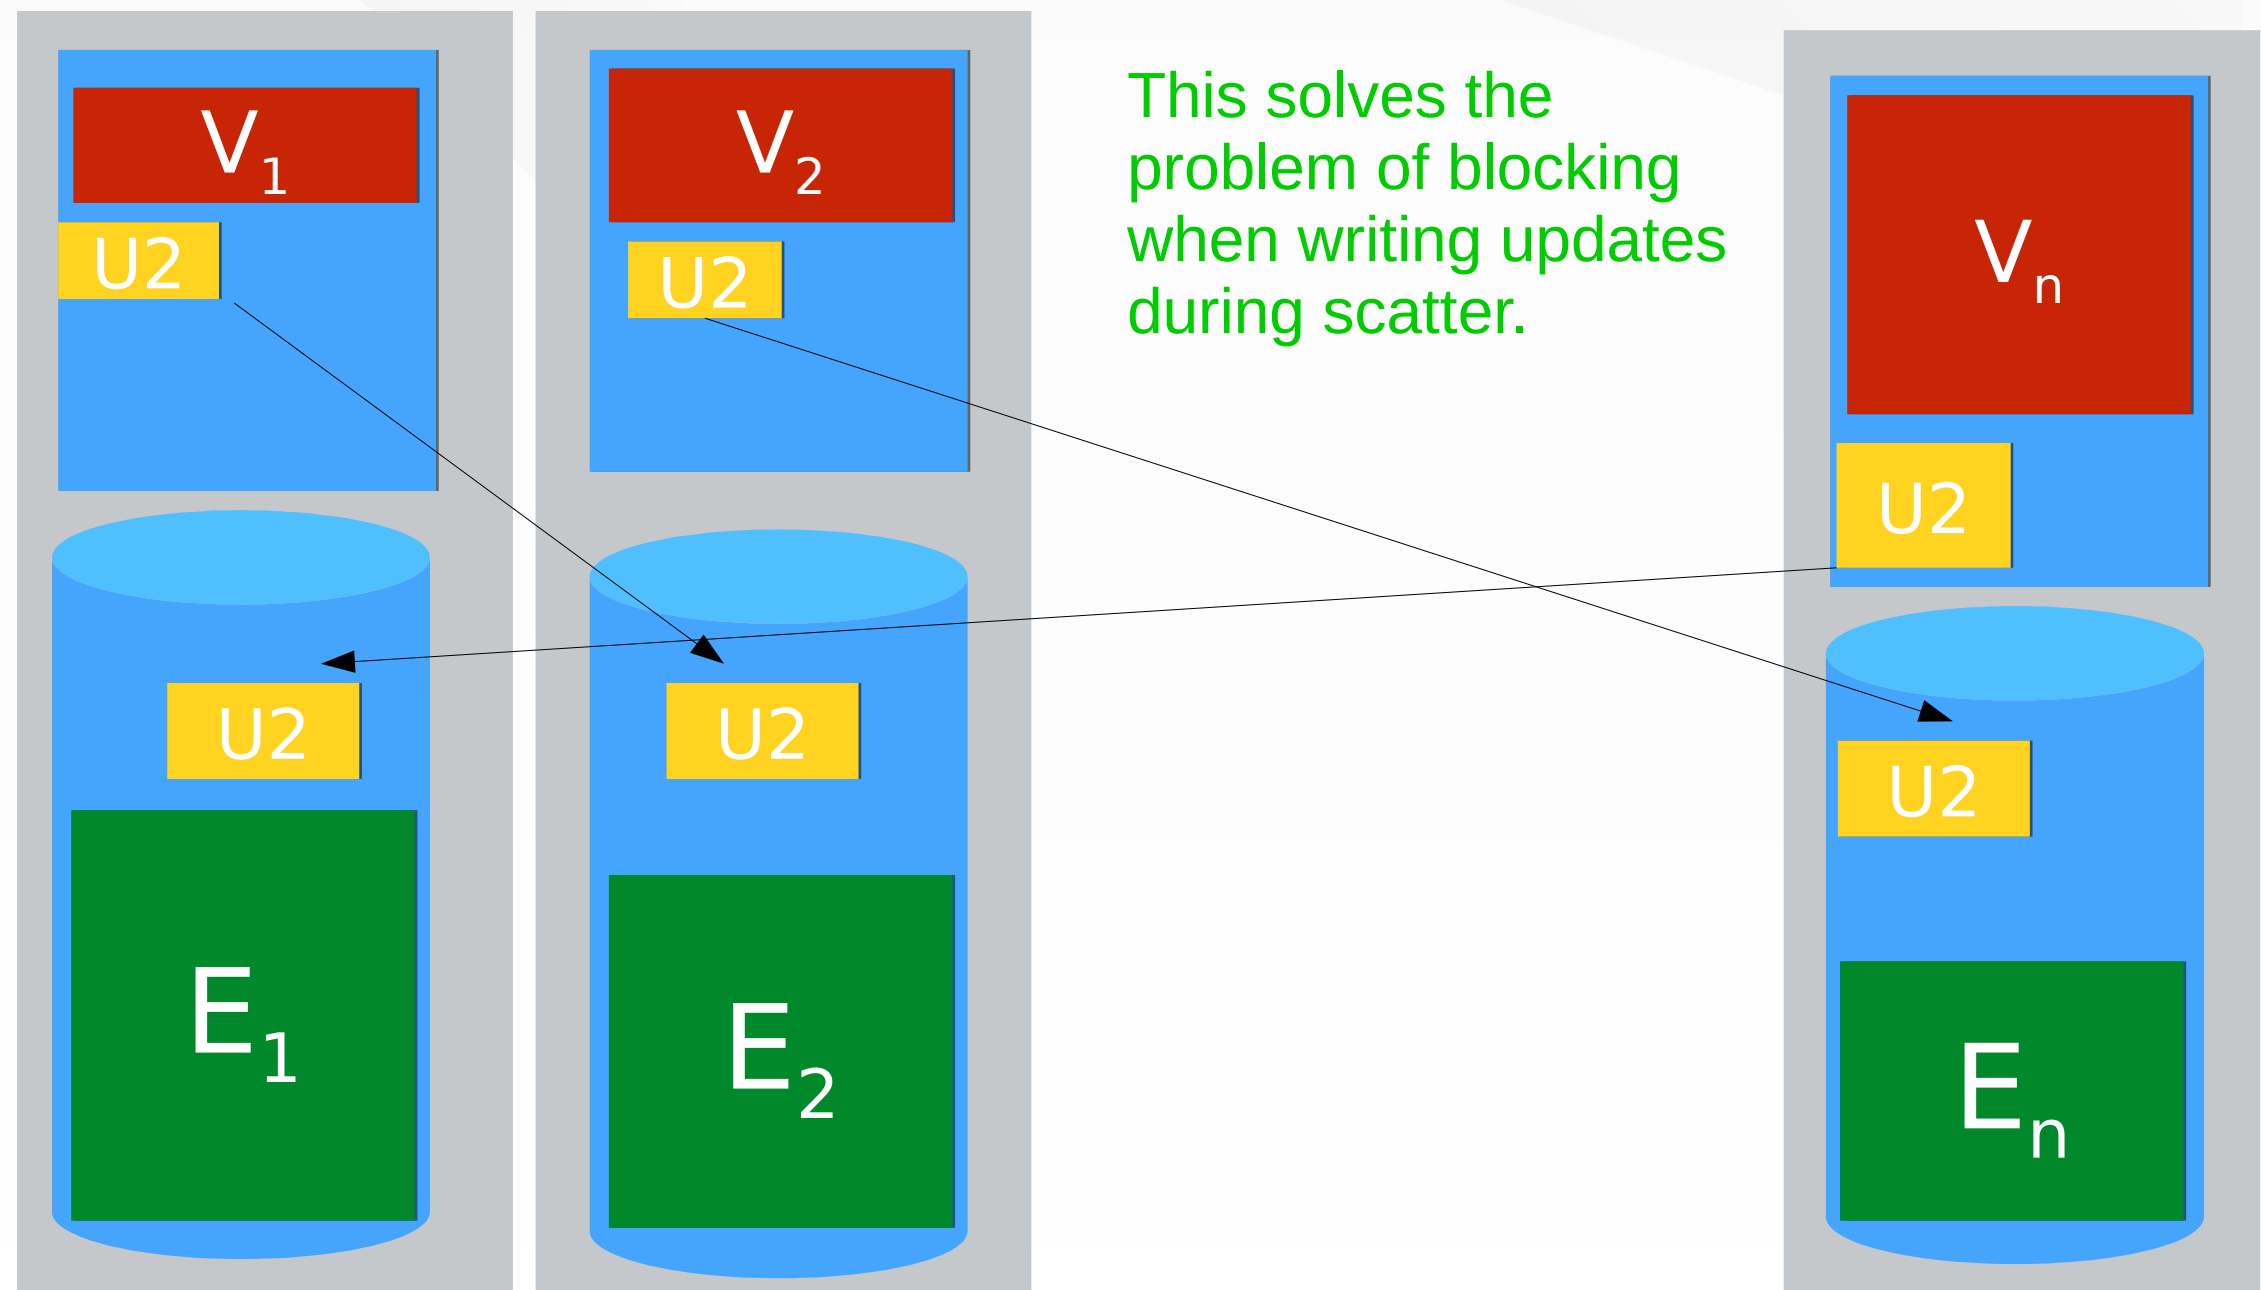 V1
U2
U2
E1
V2
U2
U2
E2
This solves the
problem of blocking
when writing updates
during scatter.
Vn
U2
U2
En